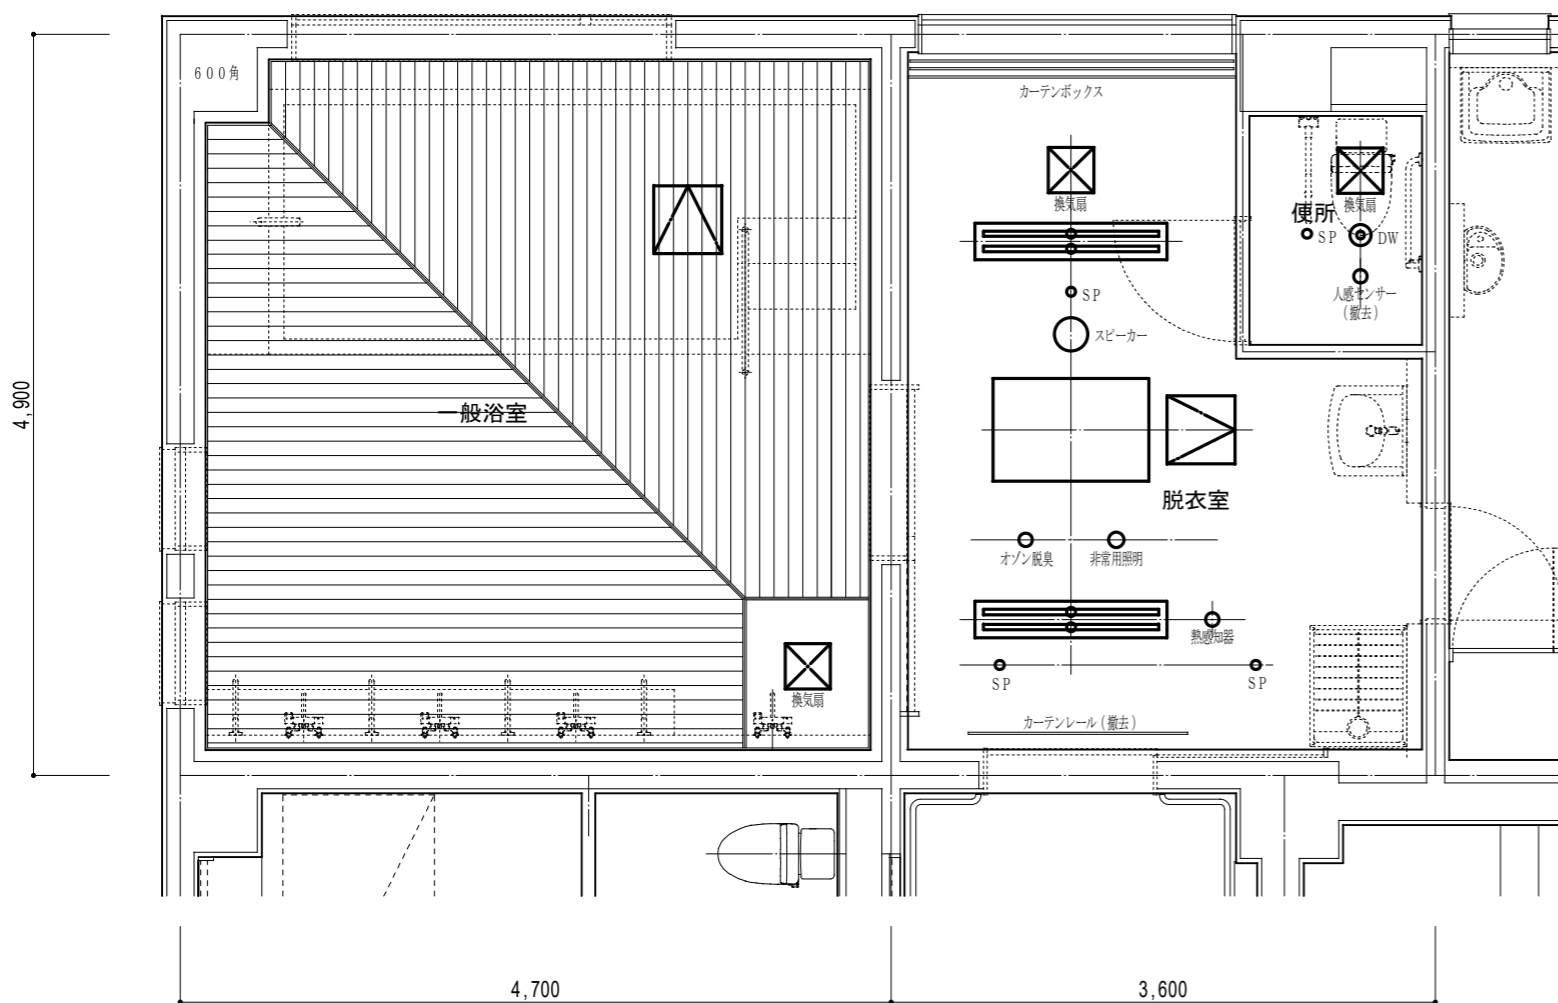 600角
カーテンボックス
換気扇
換気扇
便所
SP
DW
SP
人感センサー
(撤去)
スピーカー
4,900
一般浴室
脱衣室
オゾン脱臭
非常用照明
熱感知器
SP
SP
換気扇
カーテンレール(撤去)
4,700
3,600